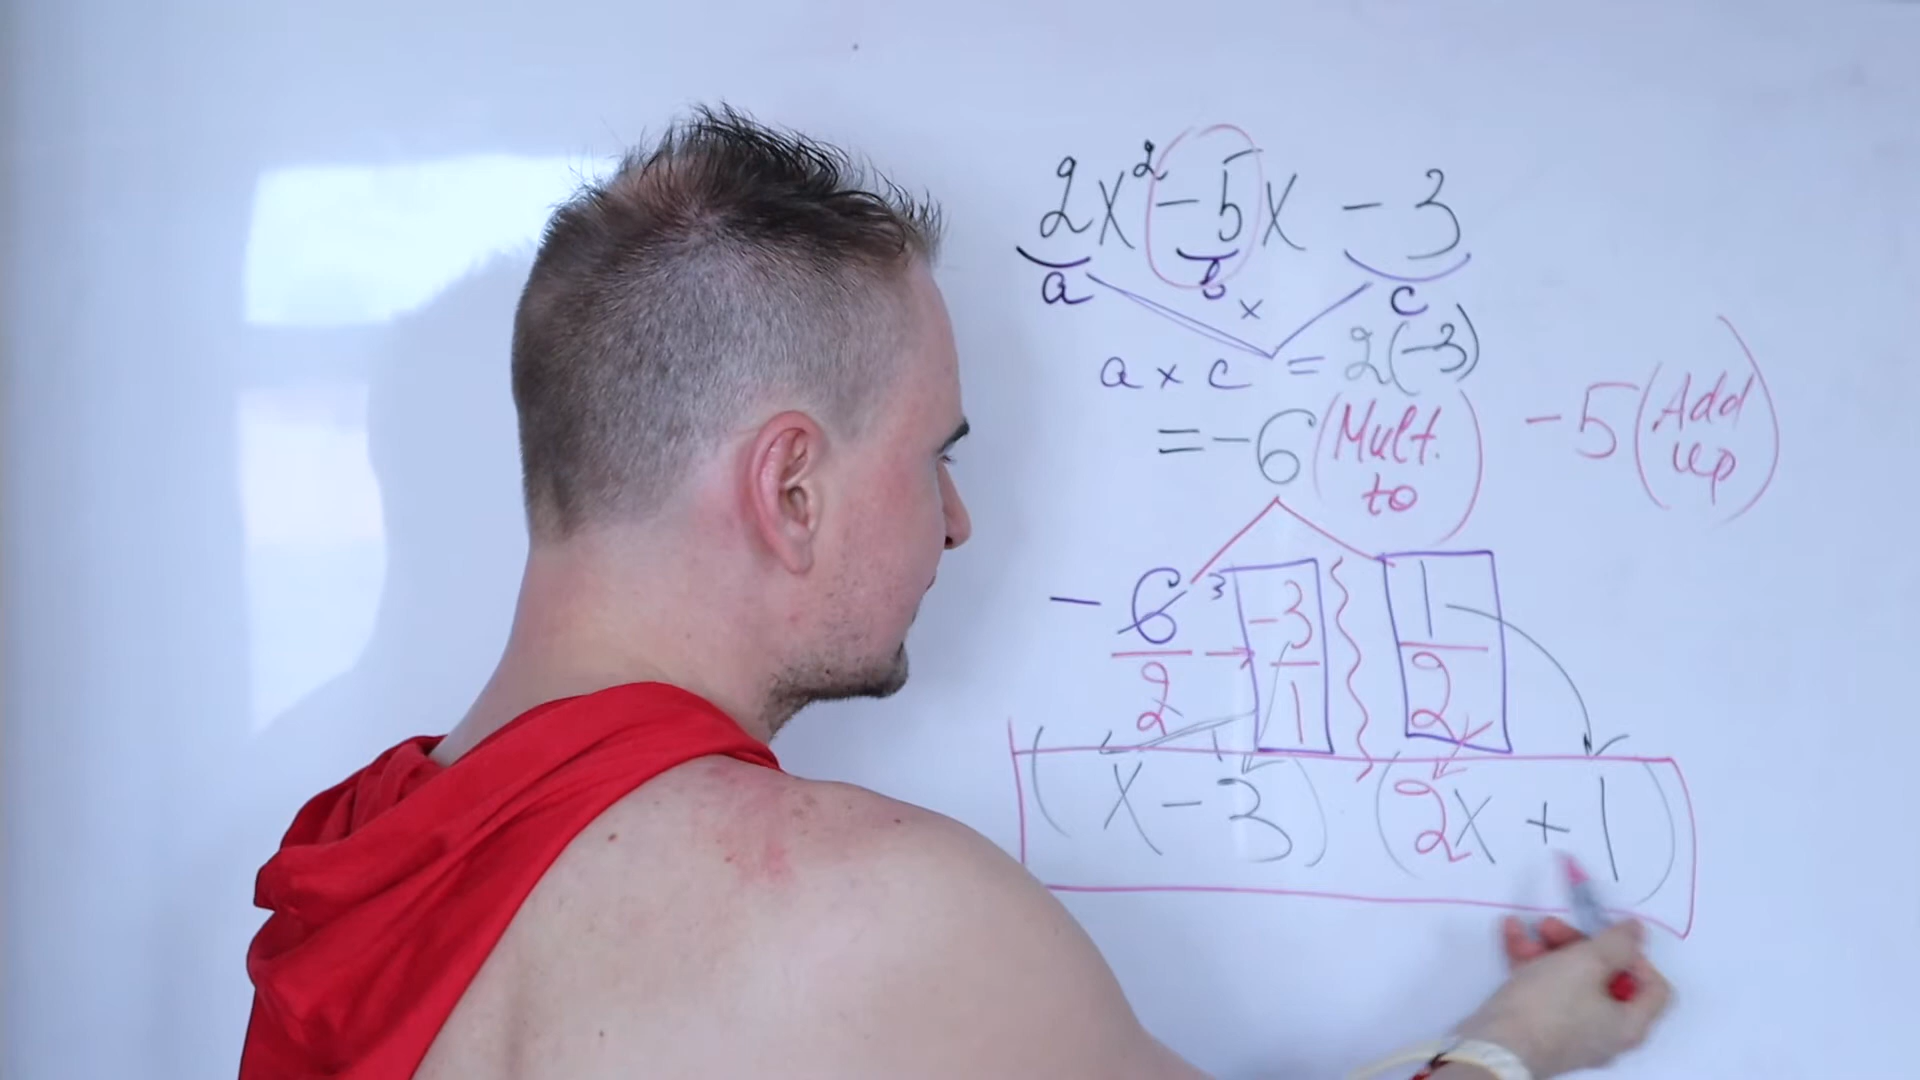 2x² - 5x - 3
a b x c
a x c = 2(-3)
= -6 (Mult. to) -5 (Add up)
-6/2 → 3 -3/1 1/2
(x - 3) (2x + 1)